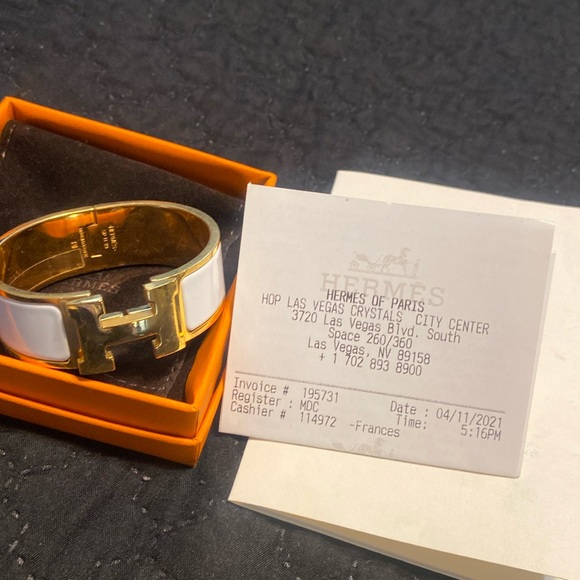 HERMES
HERMES
HERMES OF PARIS
HOP LAS VEGAS CRYSTALS CITY CENTER
3720 Las Vegas Blvd. South
Space 260/360
Las Vegas, NV 89158
+ 1 702 893 8900
Invoice # 195731
Register : MDC Date : 04/11/2021
Cashier # 114972 -Frances Time: 5:16PM